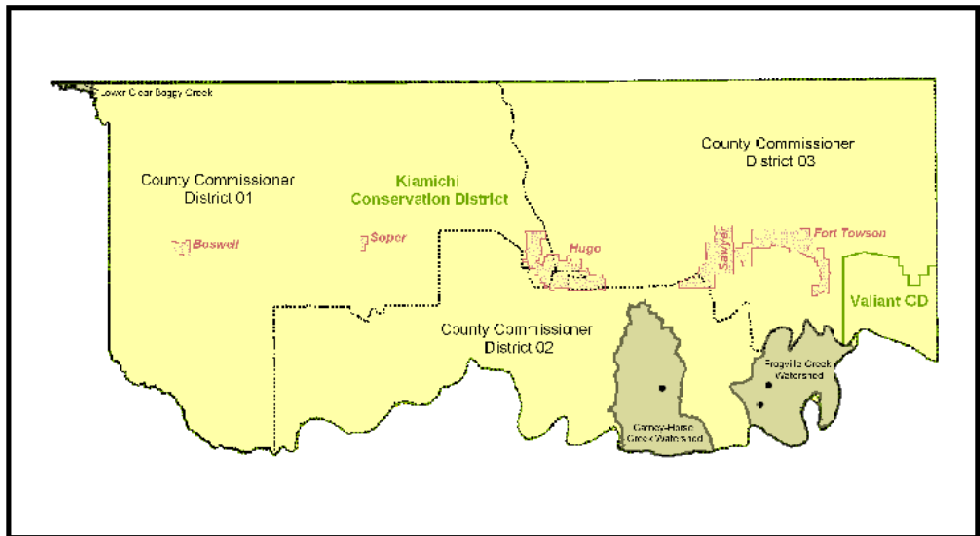 Lower Clear Boggy Creek
County Commissioner
District 03
County Commissioner
District 01
Kiamichi
Conservation District
Boswell
Soper
Hugo
Sawyer
Fort Towson
Valiant CD
County Commissioner
District 02
Frogville Creek
Watershed
Garney-Horse
Creek Watershed